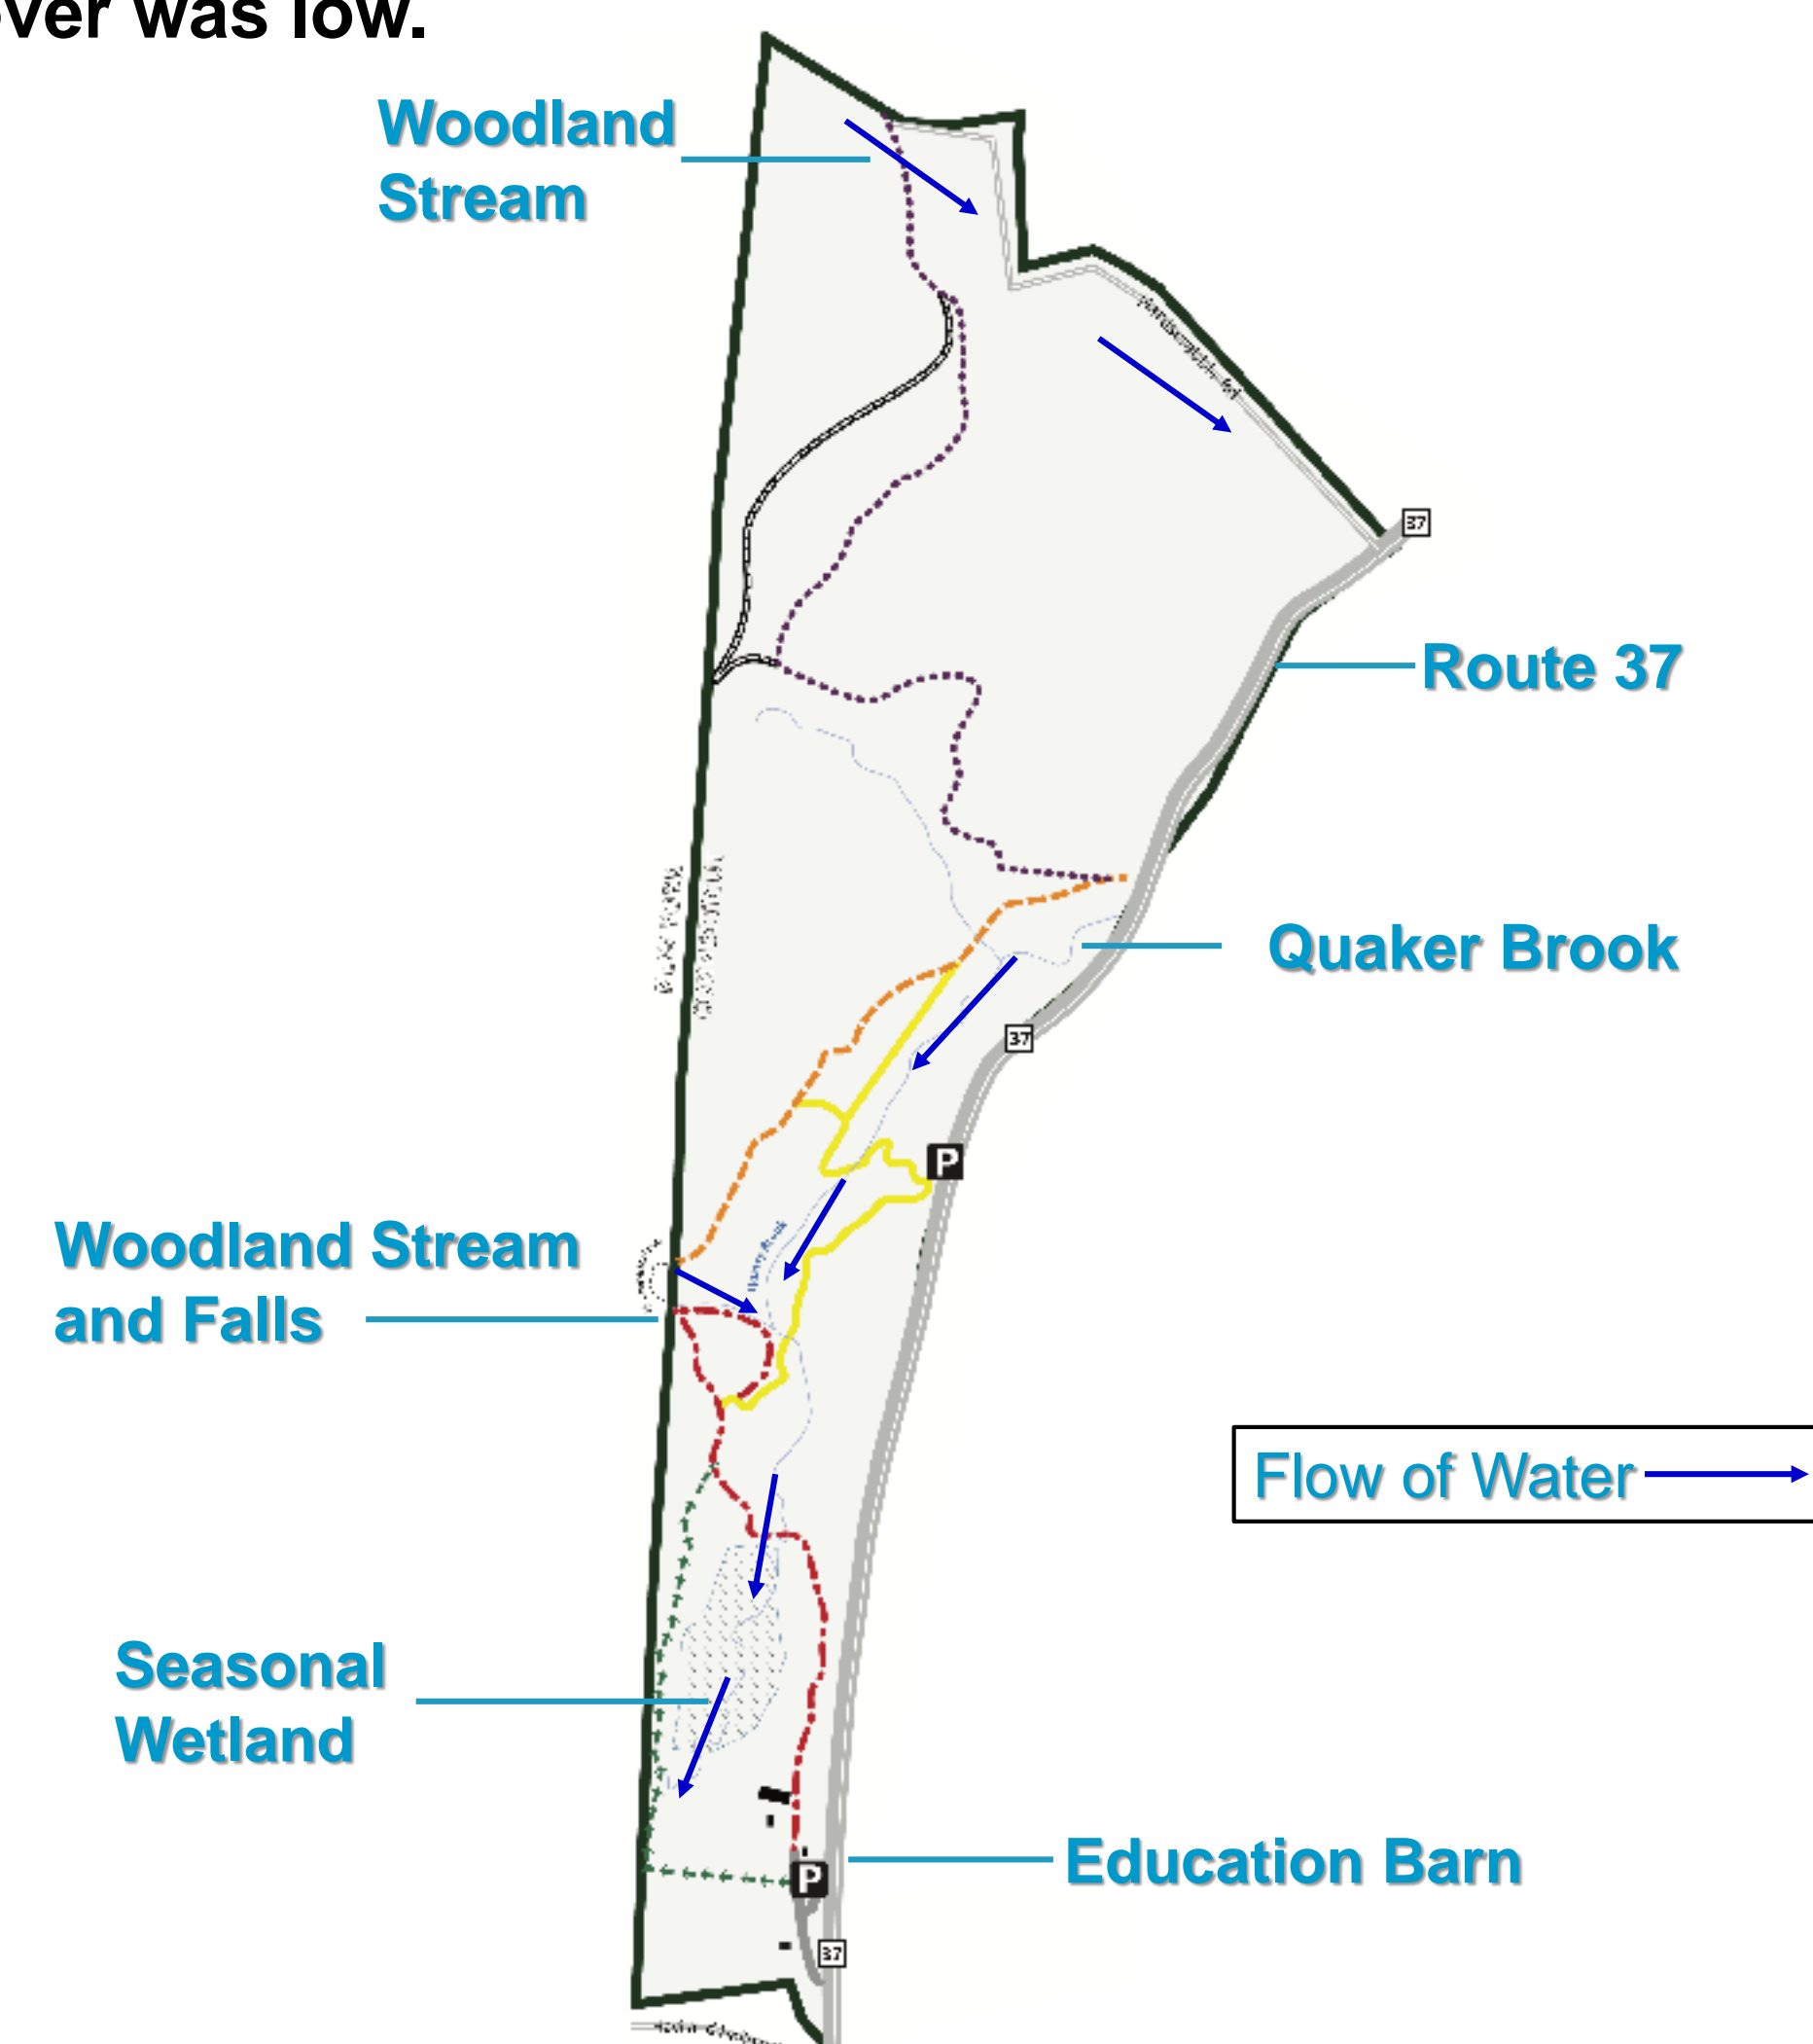 was low.
Woodland
Stream
37
Route 37
Quaker Brook
37
P
Woodland Stream
and Falls
Flow of Water
Seasonal
Wetland
Education Barn
P
37